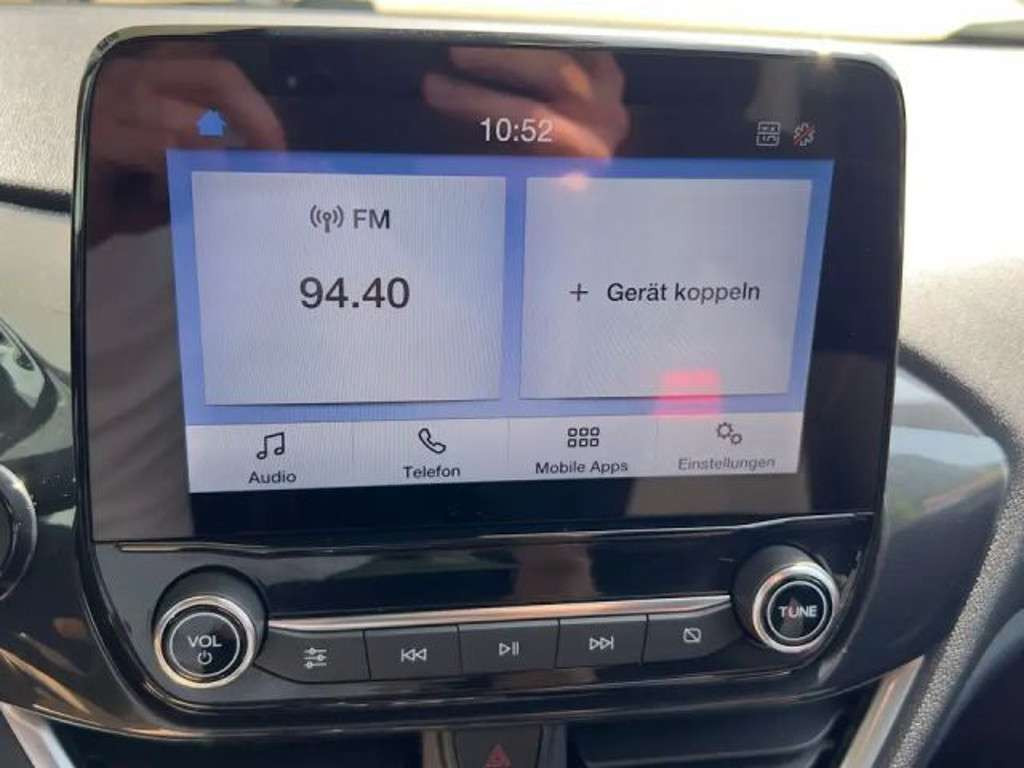 10:52
FM
94.40
+ Gerät koppeln
Audio
Telefon
Mobile Apps
Einstellungen
VOL
TUNE